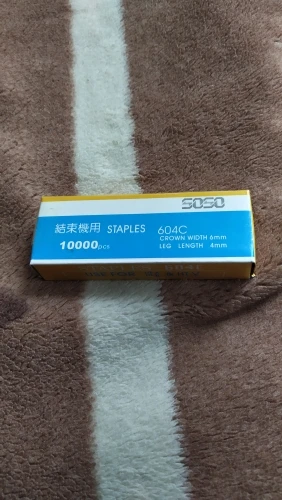 SOSO
結束機用 STAPLES 604C
CROWN WIDTH 6mm
10000pcs
LEG LENGTH 4mm